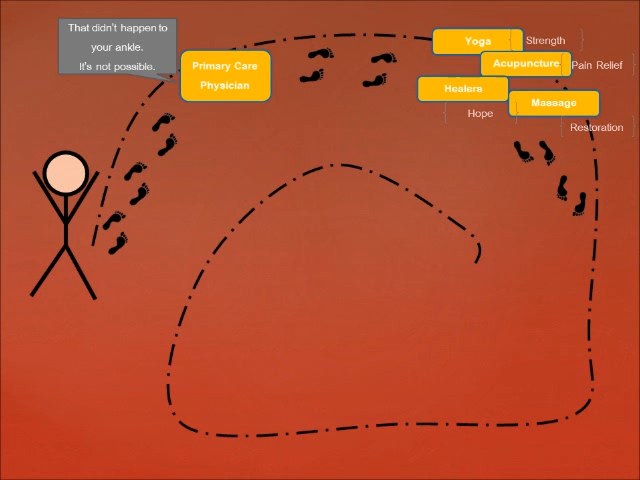 That didn't happen to
your ankle.
It's not possible.
Primary Care
Physician
Yoga
Strength
Acupuncture
Pain Relief
Healers
Hope
Massage
Restoration